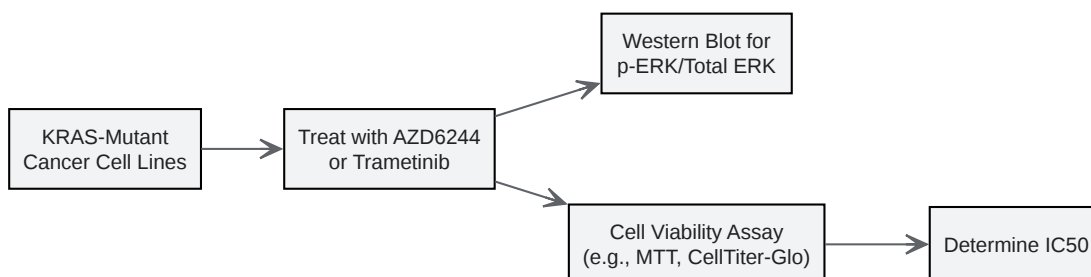 Western Blot for
p-ERK/Total ERK
KRAS-Mutant
Cancer Cell Lines
Treat with AZD6244
or Trametinib
Cell Viability Assay
(e.g., MTT, CellTiter-Glo)
Determine IC50